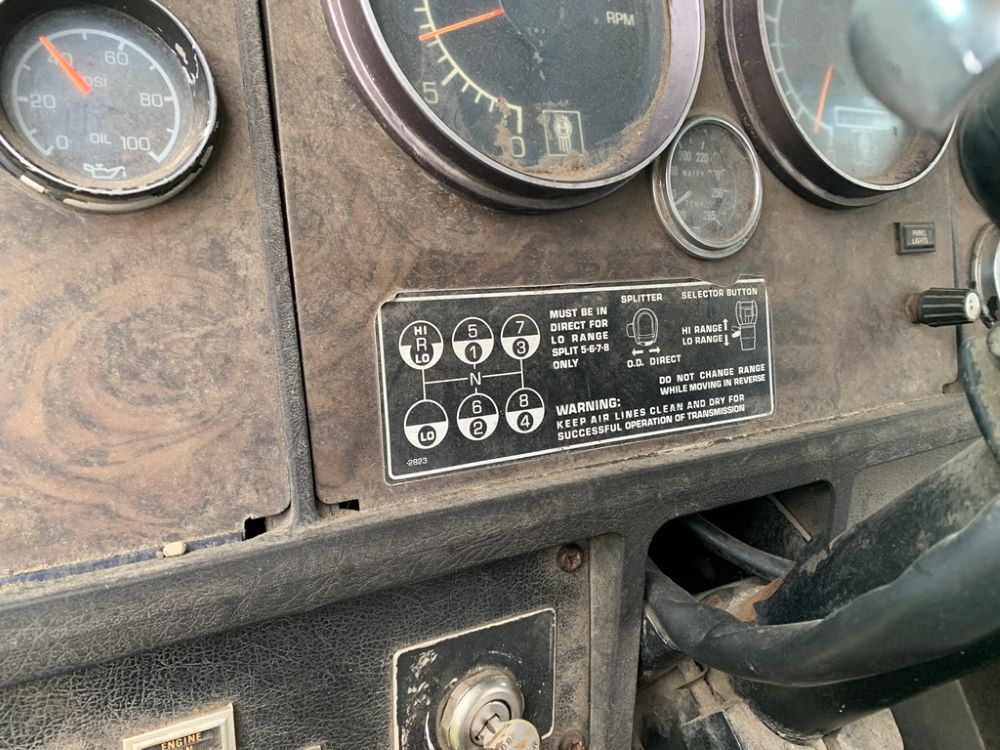 40 60
psi
20 80
0 100
OIL
RPM
5
0
200 220
WATER
250
TEMP
265
PANEL
LIGHTS
HI
R
LO
5
1
7
3
N
LO
6
2
8
4
-2823
MUST BE IN
DIRECT FOR
LO RANGE
SPLIT 5-6-7-8
ONLY
SPLITTER
O.D. DIRECT
SELECTOR BUTTON
HI RANGE
LO RANGE
DO NOT CHANGE RANGE
WHILE MOVING IN REVERSE
WARNING:
KEEP AIR LINES CLEAN AND DRY FOR
SUCCESSFUL OPERATION OF TRANSMISSION
ENGINE